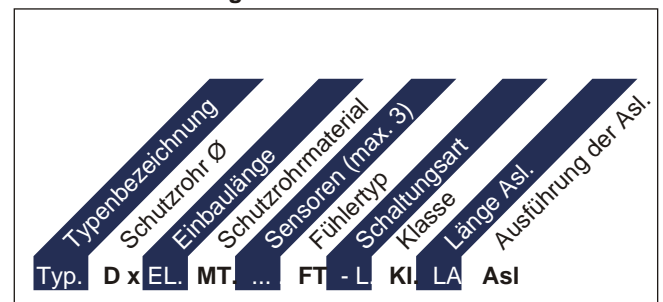 Typenbezeichnung
Schutzrohr Ø
Einbaulänge
Schutzrohrmaterial
Sensoren (max. 3)
Fühlertyp
Schaltungsart
Klasse
Länge Asl.
Ausführung der Asl.
Typ. D x EL. MT. ... FT - L. Kl. LA Asl